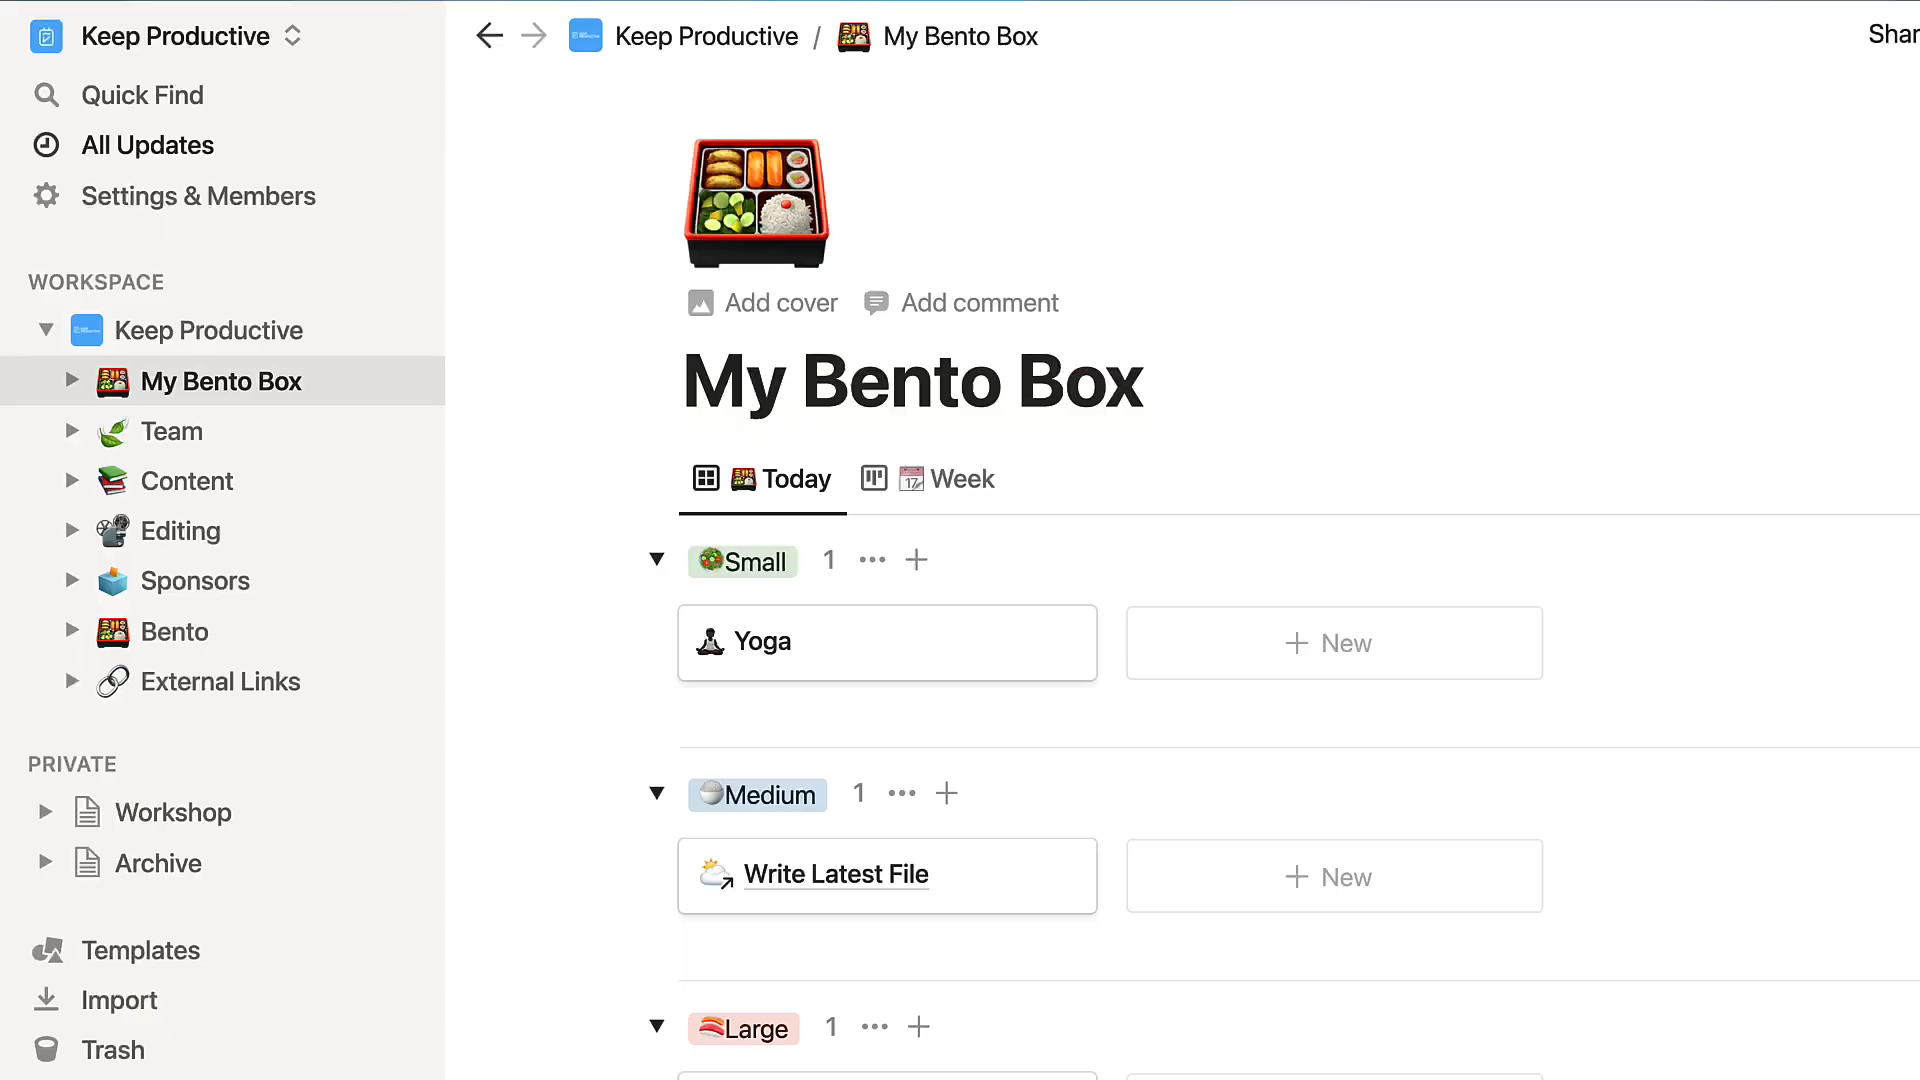 Keep Productive
Quick Find
All Updates
Settings & Members
WORKSPACE
Keep Productive
My Bento Box
Team
Content
Editing
Sponsors
Bento
External Links
PRIVATE
Workshop
Archive
Templates
Import
Trash
Keep Productive / My Bento Box
Shar
Add cover Add comment
My Bento Box
Today 17 Week
Small 1
Yoga
New
Medium 1
Write Latest File
New
Large 1